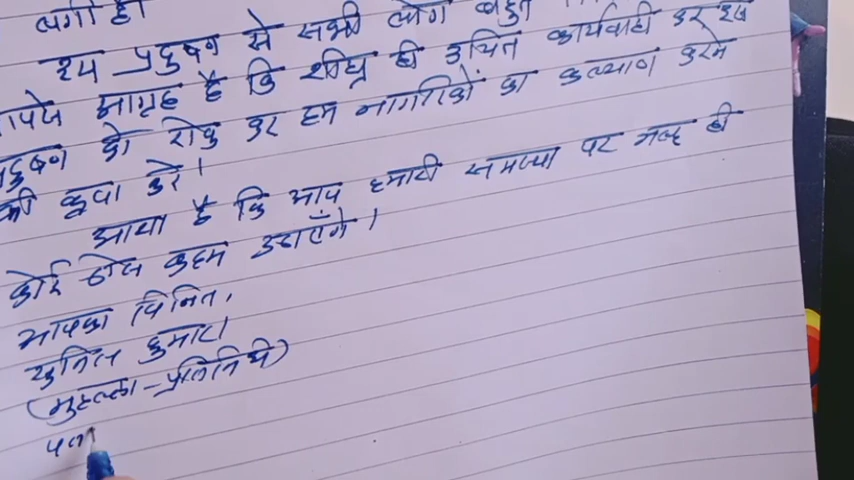 लगी है।
इस प्रदुषण से सभी लोग बहुत
आपसे आग्रह है कि शीघ्र ही उचित कार्यवाही कर इस
प्रदुषण को रोक कर हम नागरिकों का कल्याण करने
की कृपा करें।
आशा है कि आप हमारी समस्या पर जल्द ही
कोई ठोस कदम उठाएँगे।
आपका विनित,
सुनिल कुमार।
(मुहल्ला-प्रतिनिधि)
पत